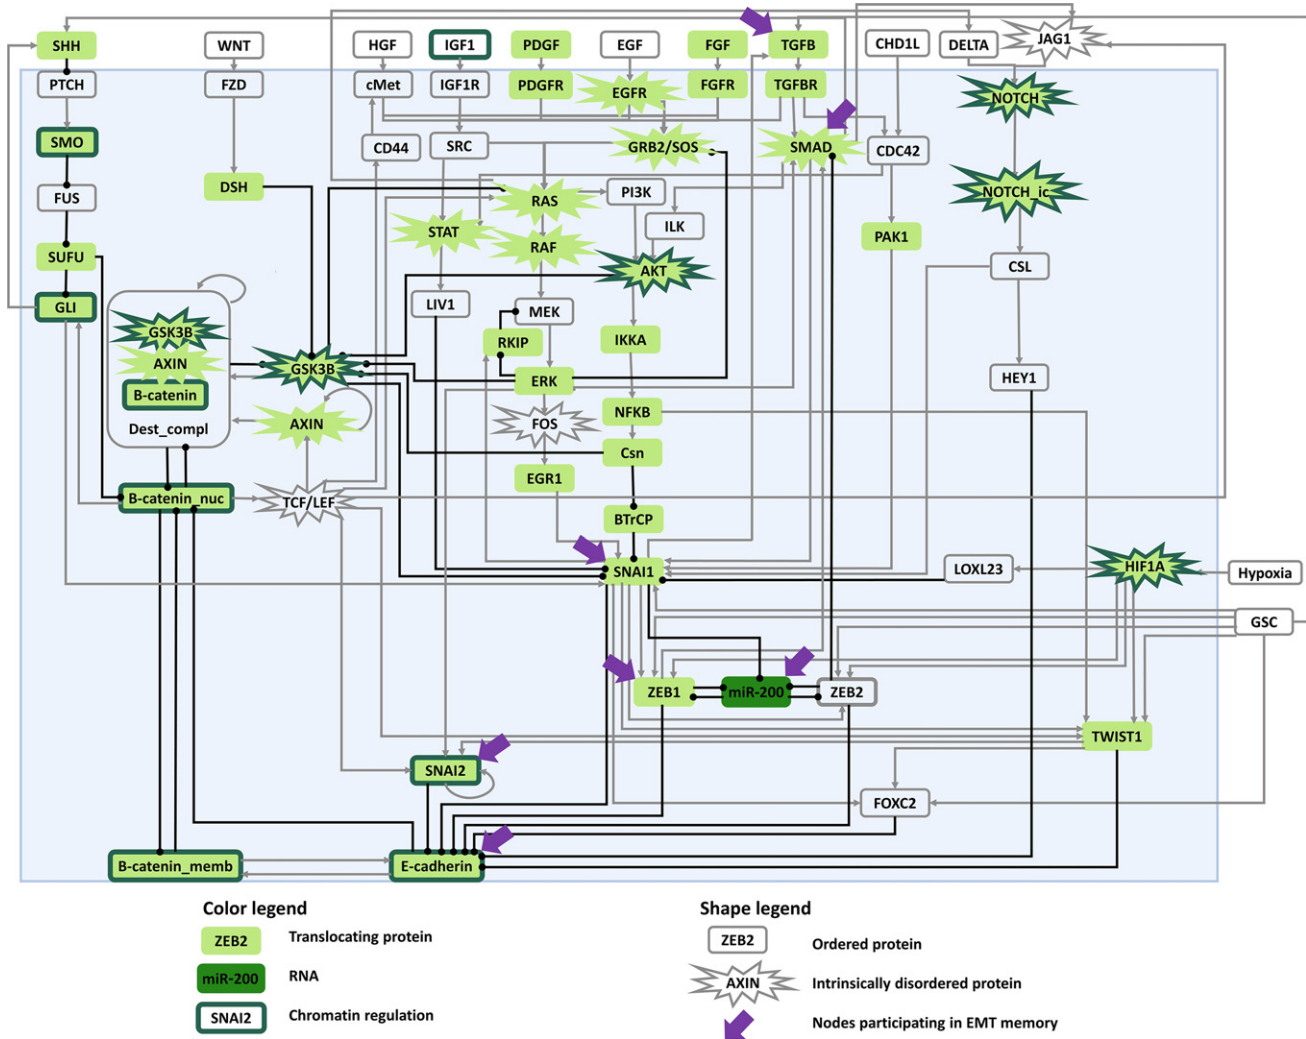 SHH
WNT
HGF
IGF1
PDGF
EGF
FGF
TGFB
CHD1L
DELTA
JAG1
PTCH
FZD
cMet
IGF1R
PDGFR
EGFR
FGFR
TGFBR
NOTCH
SMO
CD44
SRC
GRB2/SOS
SMAD
CDC42
FUS
DSH
RAS
PI3K
NOTCH_ic
STAT
ILK
RAF
PAK1
SUFU
AKT
CSL
GLI
LIV1
MEK
GSK3B
RKIP
IKKA
AXIN
GSK3B
B-catenin
ERK
HEY1
NFKB
Dest_compl
AXIN
FOS
Csn
EGR1
B-catenin_nuc
TCF/LEF
BTrCP
SNAI1
LOXL23
HIF1A
Hypoxia
GSC
ZEB1
miR-200
ZEB2
TWIST1
SNAI2
FOXC2
B-catenin_memb
E-cadherin
Color legend
ZEB2
Translocating protein
miR-200
RNA
SNAI2
Chromatin regulation
Shape legend
ZEB2
Ordered protein
AXIN
Intrinsically disordered protein
Nodes participating in EMT memory